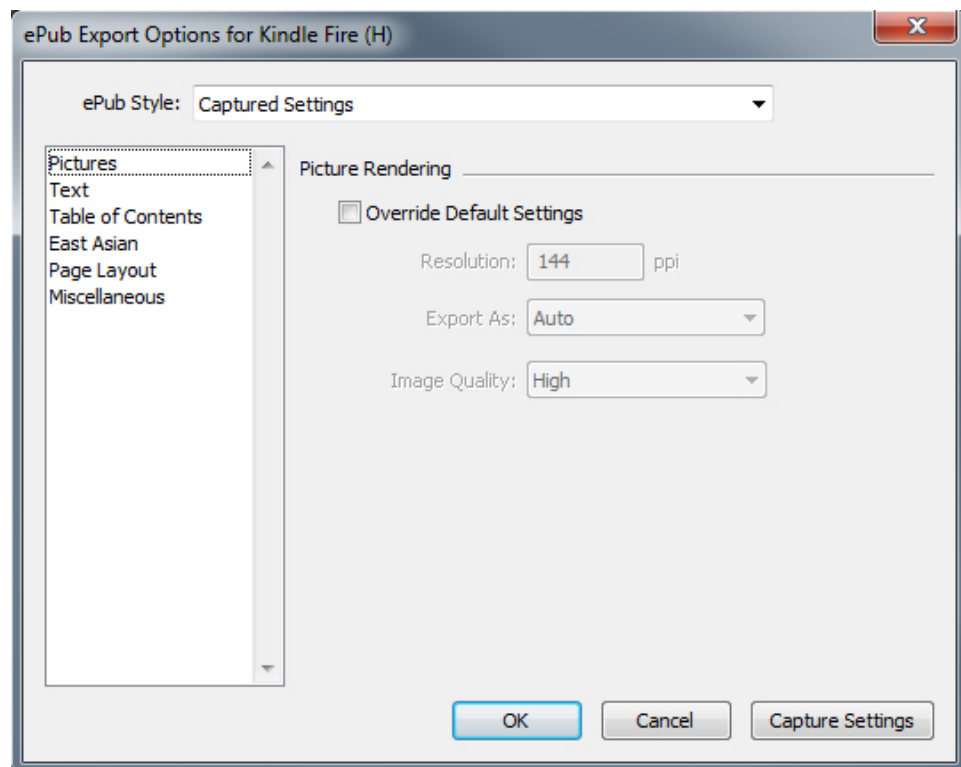 ePub Export Options for Kindle Fire (H)
ePub Style: Captured Settings
Pictures
Text
Table of Contents
East Asian
Page Layout
Miscellaneous
Picture Rendering
Override Default Settings
Resolution: 144 ppi
Export As: Auto
Image Quality: High
OK Cancel Capture Settings